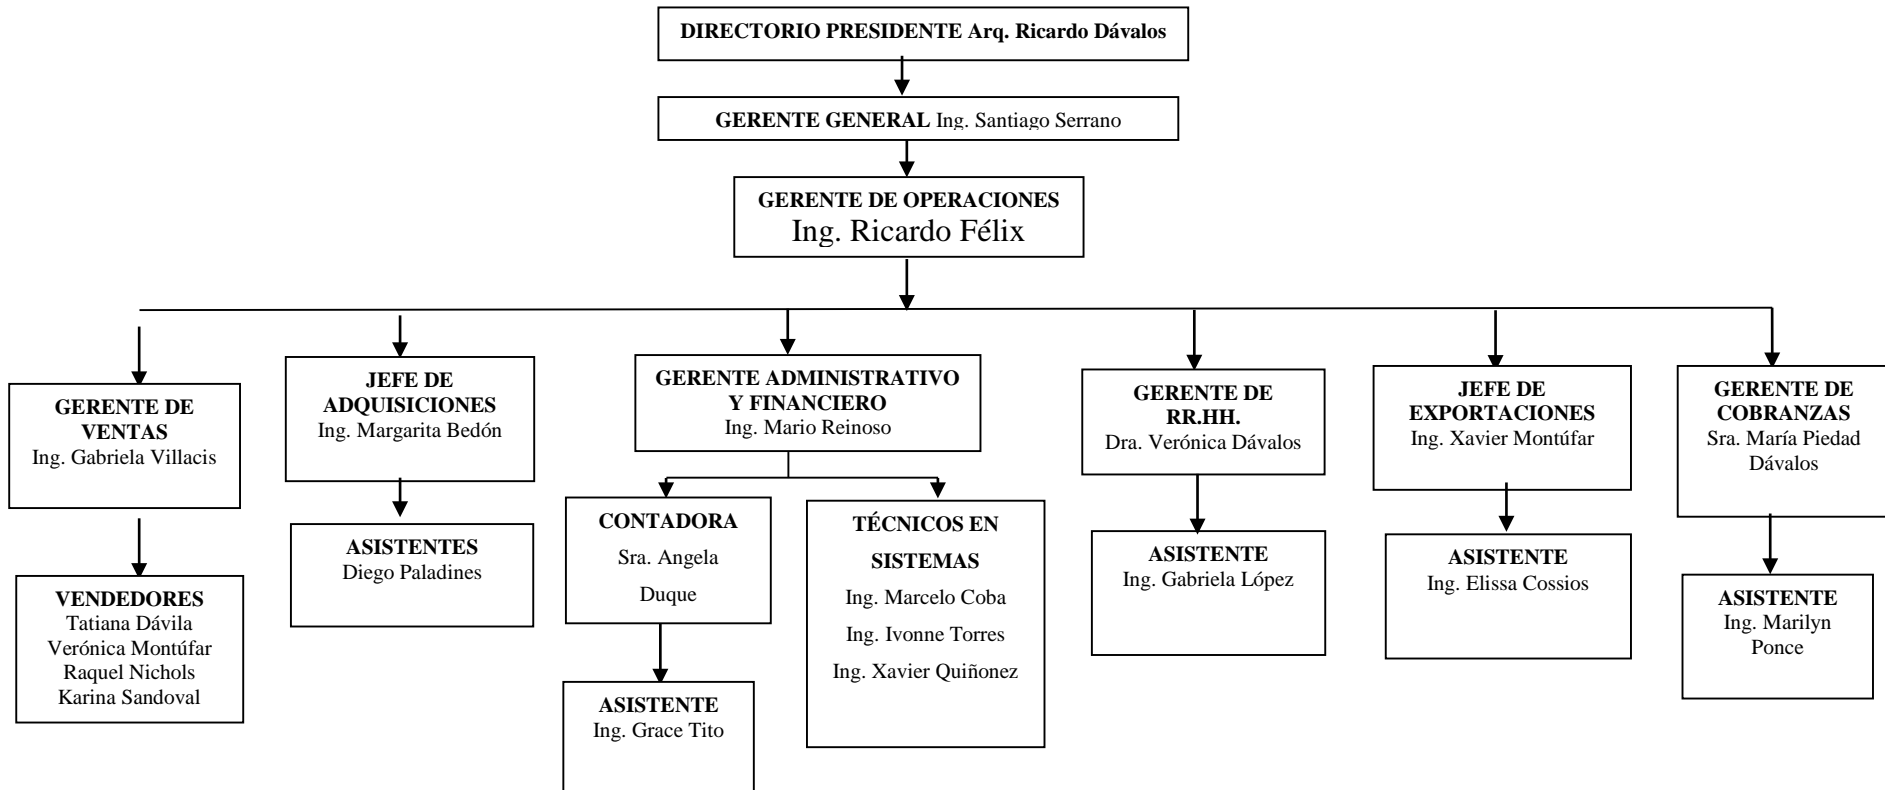 DIRECTORIO PRESIDENTE Arq. Ricardo Dávalos
GERENTE GENERAL Ing. Santiago Serrano
GERENTE DE OPERACIONES
Ing. Ricardo Félix
GERENTE DE
VENTAS
Ing. Gabriela Villacis
JEFE DE
ADQUISICIONES
Ing. Margarita Bedón
GERENTE ADMINISTRATIVO
Y FINANCIERO
Ing. Mario Reinoso
GERENTE DE
RR.HH.
Dra. Verónica Dávalos
JEFE DE
EXPORTACIONES
Ing. Xavier Montúfar
GERENTE DE
COBRANZAS
Sra. María Piedad
Dávalos
VENDEDORES
Tatiana Dávila
Verónica Montúfar
Raquel Nichols
Karina Sandoval
ASISTENTES
Diego Paladines
CONTADORA
Sra. Angela
Duque
TÉCNICOS EN
SISTEMAS
Ing. Marcelo Coba
Ing. Ivonne Torres
Ing. Xavier Quiñonez
ASISTENTE
Ing. Grace Tito
ASISTENTE
Ing. Gabriela López
ASISTENTE
Ing. Elissa Cossios
ASISTENTE
Ing. Marilyn
Ponce